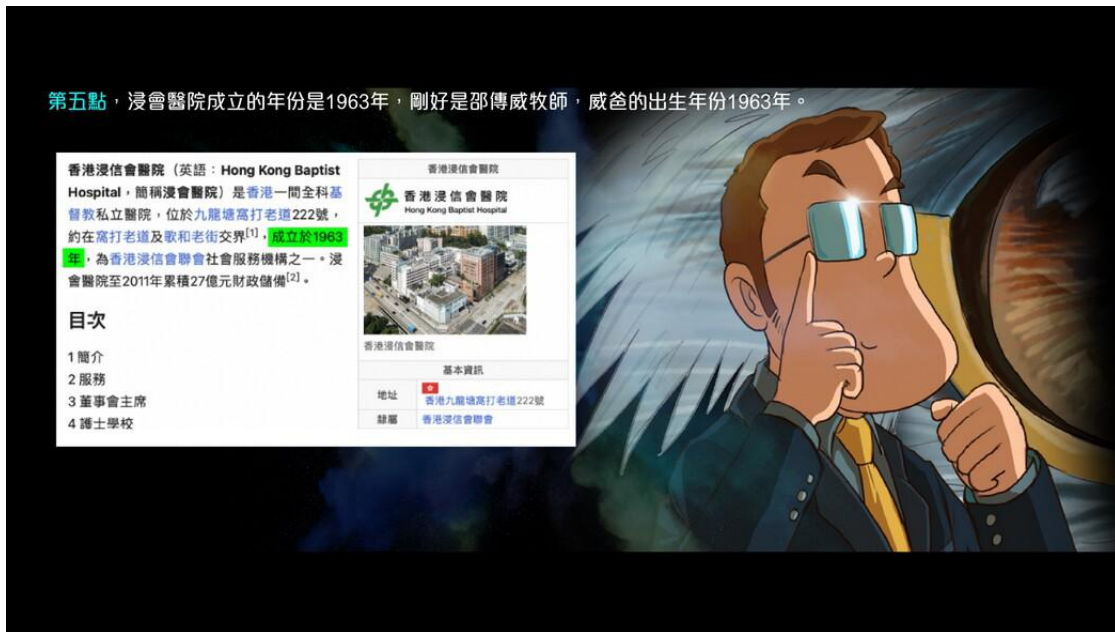 第五點，浸會醫院成立的年份是1963年，剛好是邵傳威牧師，威爸的出生年份1963年。
香港浸信會醫院（英語：Hong Kong Baptist
Hospital，簡稱浸會醫院）是香港一間全科基
督教私立醫院，位於九龍塘窩打老道222號，
約在窩打老道及歌和老街交界[1]，成立於1963
年，為香港浸信會聯會社會服務機構之一。浸
會醫院至2011年累積27億元財政儲備[2]。
目次
1 簡介
2 服務
3 董事會主席
4 護士學校
香港浸信會醫院
香港浸信會醫院
Hong Kong Baptist Hospital
香港浸信會醫院
基本資訊
地址 香港九龍塘窩打老道222號
隸屬 香港浸信會聯會